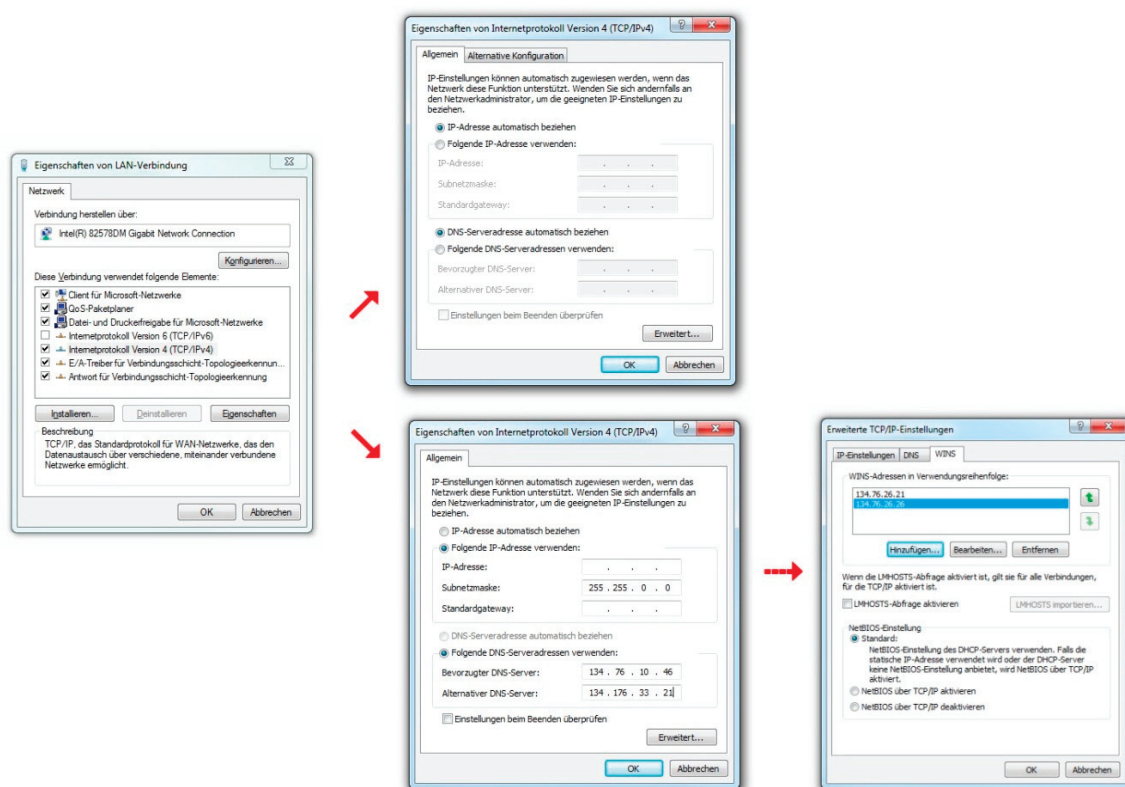 Eigenschaften von LAN-Verbindung
Netzwerk
Verbindung herstellen über:
Intel(R) 82578DM Gigabit Network Connection
Konfigurieren...
Diese Verbindung verwendet folgende Elemente:
Client für Microsoft-Netzwerke
QoS-Paketplaner
Datei- und Druckerfreigabe für Microsoft-Netzwerke
Internetprotokoll Version 6 (TCP/IPv6)
Internetprotokoll Version 4 (TCP/IPv4)
E/A-Treiber für Verbindungsschicht-Topologieerkennun...
Antwort für Verbindungsschicht-Topologieerkennung
Installieren... Deinstallieren Eigenschaften
Beschreibung
TCP/IP, das Standardprotokoll für WAN-Netzwerke, das den
Datenaustausch über verschiedene, miteinander verbundene
Netzwerke ermöglicht.
OK Abbrechen
Eigenschaften von Internetprotokoll Version 4 (TCP/IPv4)
Allgemein Alternative Konfiguration
IP-Einstellungen können automatisch zugewiesen werden, wenn das
Netzwerk diese Funktion unterstützt. Wenden Sie sich andernfalls an
den Netzwerkadministrator, um die geeigneten IP-Einstellungen zu
beziehen.
IP-Adresse automatisch beziehen
Folgende IP-Adresse verwenden:
IP-Adresse: . . .
Subnetzmaske: . . .
Standardgateway: . . .
DNS-Serveradresse automatisch beziehen
Folgende DNS-Serveradressen verwenden:
Bevorzugter DNS-Server: . . .
Alternativer DNS-Server: . . .
Einstellungen beim Beenden überprüfen
Erweitert...
OK Abbrechen
Eigenschaften von Internetprotokoll Version 4 (TCP/IPv4)
Allgemein
IP-Einstellungen können automatisch zugewiesen werden, wenn das
Netzwerk diese Funktion unterstützt. Wenden Sie sich andernfalls an
den Netzwerkadministrator, um die geeigneten IP-Einstellungen zu
beziehen.
IP-Adresse automatisch beziehen
Folgende IP-Adresse verwenden:
IP-Adresse: . . .
Subnetzmaske: 255 . 255 . 0 . 0
Standardgateway: . . .
DNS-Serveradresse automatisch beziehen
Folgende DNS-Serveradressen verwenden:
Bevorzugter DNS-Server: 134 . 76 . 10 . 46
Alternativer DNS-Server: 134 . 176 . 33 . 21
Einstellungen beim Beenden überprüfen
Erweitert...
OK Abbrechen
Erweiterte TCP/IP-Einstellungen
IP-Einstellungen DNS WINS
WINS-Adressen in Verwendungsreihenfolge:
134.76.26.21
134.76.26.26
Hinzufügen... Bearbeiten... Entfernen
Wenn die LMHOSTS-Abfrage aktiviert ist, gilt sie für alle Verbindungen,
für die TCP/IP aktiviert ist.
LMHOSTS-Abfrage aktivieren LMHOSTS importieren...
NetBIOS-Einstellung
Standard:
NetBIOS-Einstellung des DHCP-Servers verwenden. Falls die
statische IP-Adresse verwendet wird oder der DHCP-Server
keine NetBIOS-Einstellung anbietet, wird NetBIOS über TCP/IP
aktiviert.
NetBIOS über TCP/IP aktivieren
NetBIOS über TCP/IP deaktivieren
OK Abbrechen